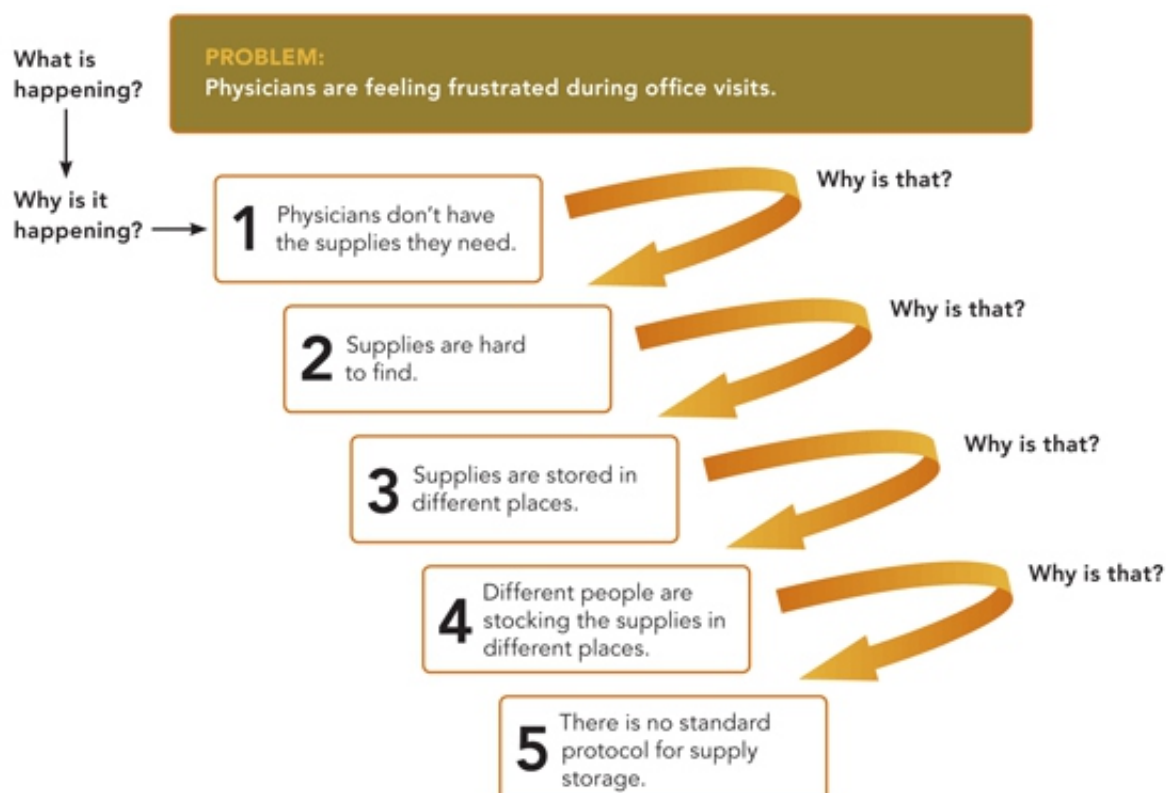 What is
happening?
PROBLEM:
Physicians are feeling frustrated during office visits.
Why is it
happening?
1 Physicians don't have
the supplies they need.
Why is that?
2 Supplies are hard
to find.
Why is that?
3 Supplies are stored in
different places.
Why is that?
4 Different people are
stocking the supplies in
different places.
Why is that?
5 There is no standard
protocol for supply
storage.